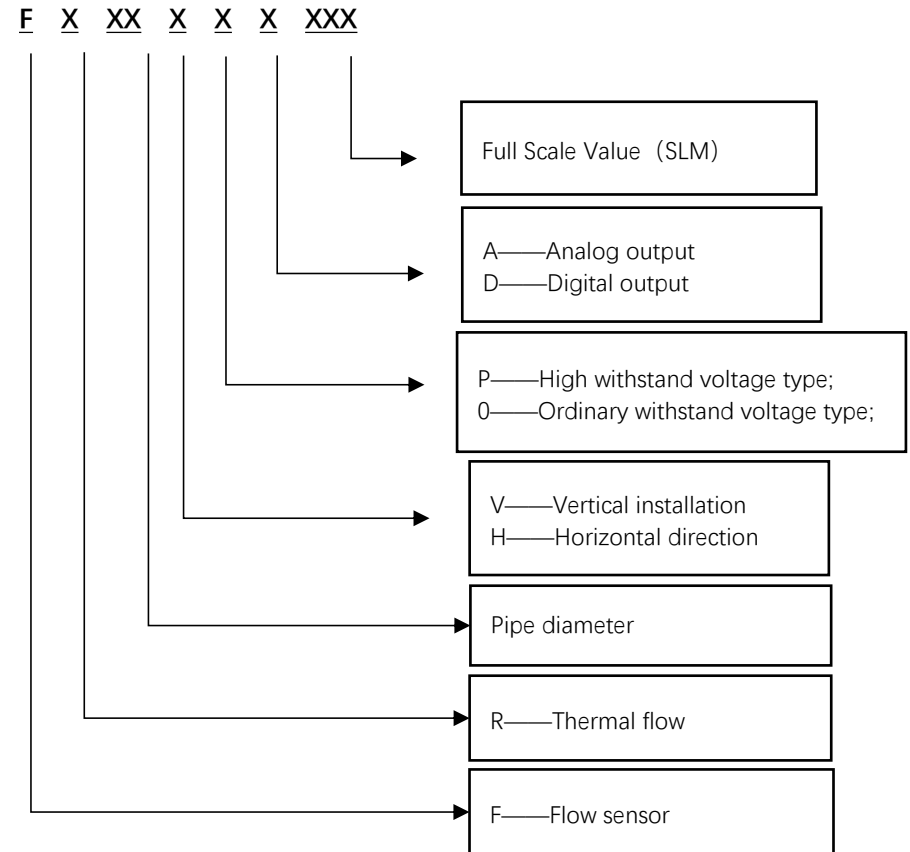 F X XX X X X XXX
Full Scale Value（SLM）
A——Analog output
D——Digital output
P——High withstand voltage type;
0——Ordinary withstand voltage type;
V——Vertical installation
H——Horizontal direction
Pipe diameter
R——Thermal flow
F——Flow sensor